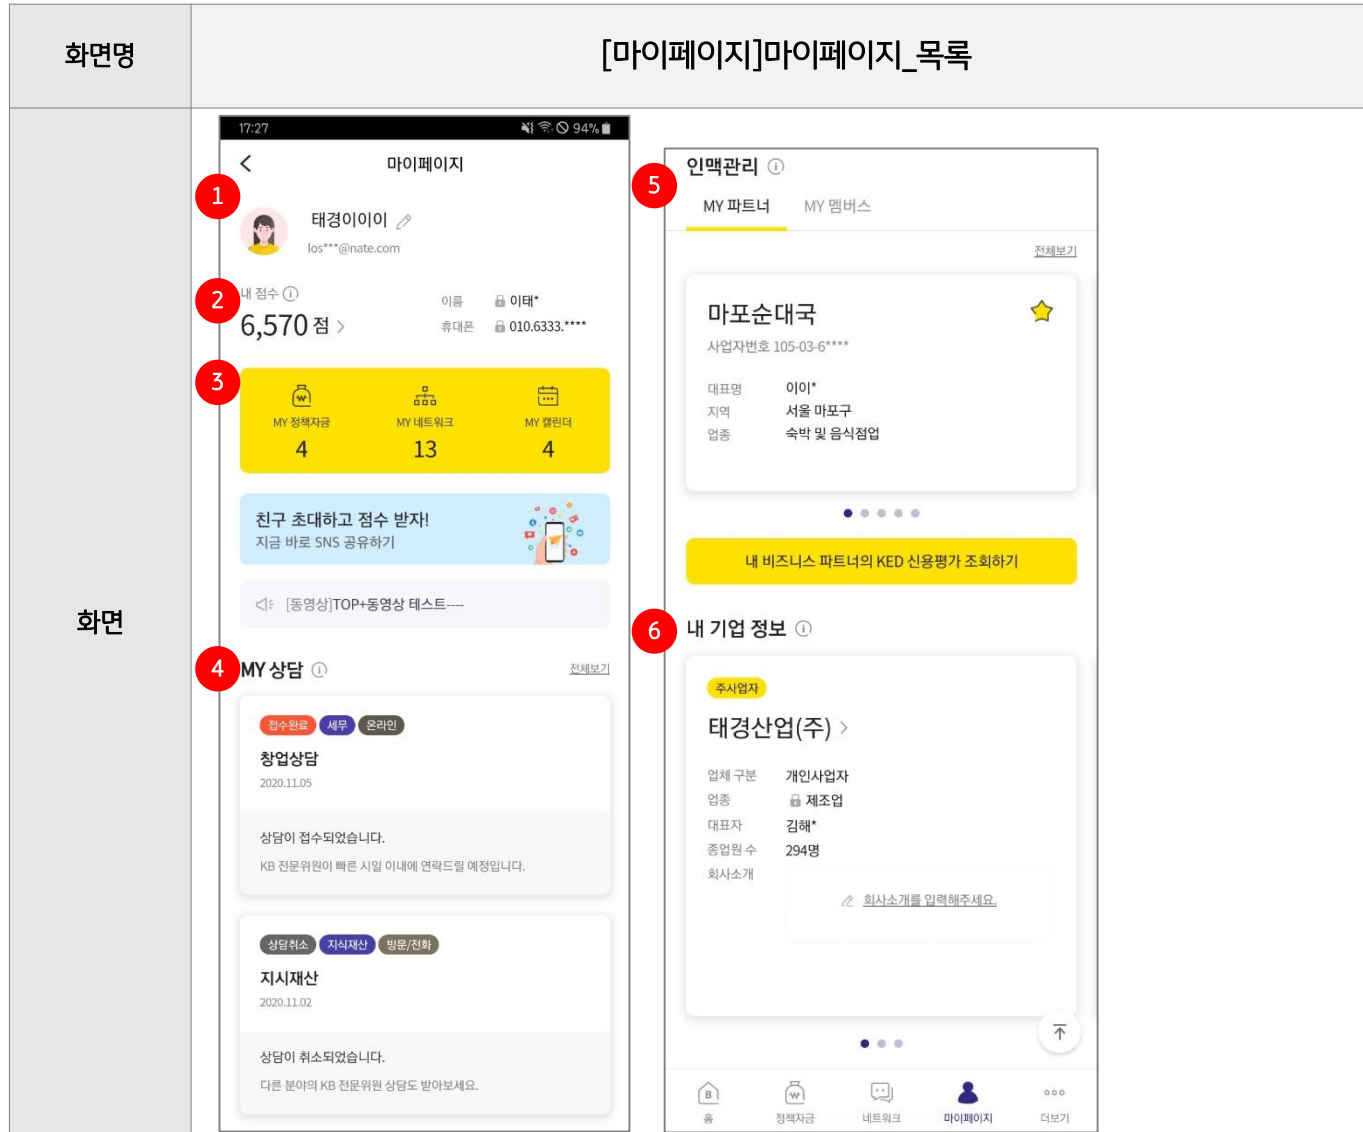 화면명
[마이페이지]마이페이지_목록
화면
17:27
94%
마이페이지
1
태경이이이
los***@nate.com
2
내 점수
6,570 점
이름 이태*
휴대폰 010.6333.****
3
MY 정책자금
4
MY 네트워크
13
MY 캘린더
4
친구 초대하고 점수 받자!
지금 바로 SNS 공유하기
[동영상]TOP+동영상 테스트----
4
MY 상담
전체보기
접수완료 세무 온라인
창업상담
2020.11.05
상담이 접수되었습니다.
KB 전문위원이 빠른 시일 이내에 연락드릴 예정입니다.
상담취소 지식재산 방문/전화
지시재산
2020.11.02
상담이 취소되었습니다.
다른 분야의 KB 전문위원 상담도 받아보세요.
5
인맥관리
MY 파트너 MY 멤버스
전체보기
마포순대국
사업자번호 105-03-6****
대표명 이이*
지역 서울 마포구
업종 숙박 및 음식점업
내 비즈니스 파트너의 KED 신용평가 조회하기
6
내 기업 정보
주사업자
태경산업(주)
업체 구분 개인사업자
업종 제조업
대표자 김해*
종업원 수 294명
회사소개
회사소개를 입력해주세요.
B
홈
정책자금
네트워크
마이페이지
더보기